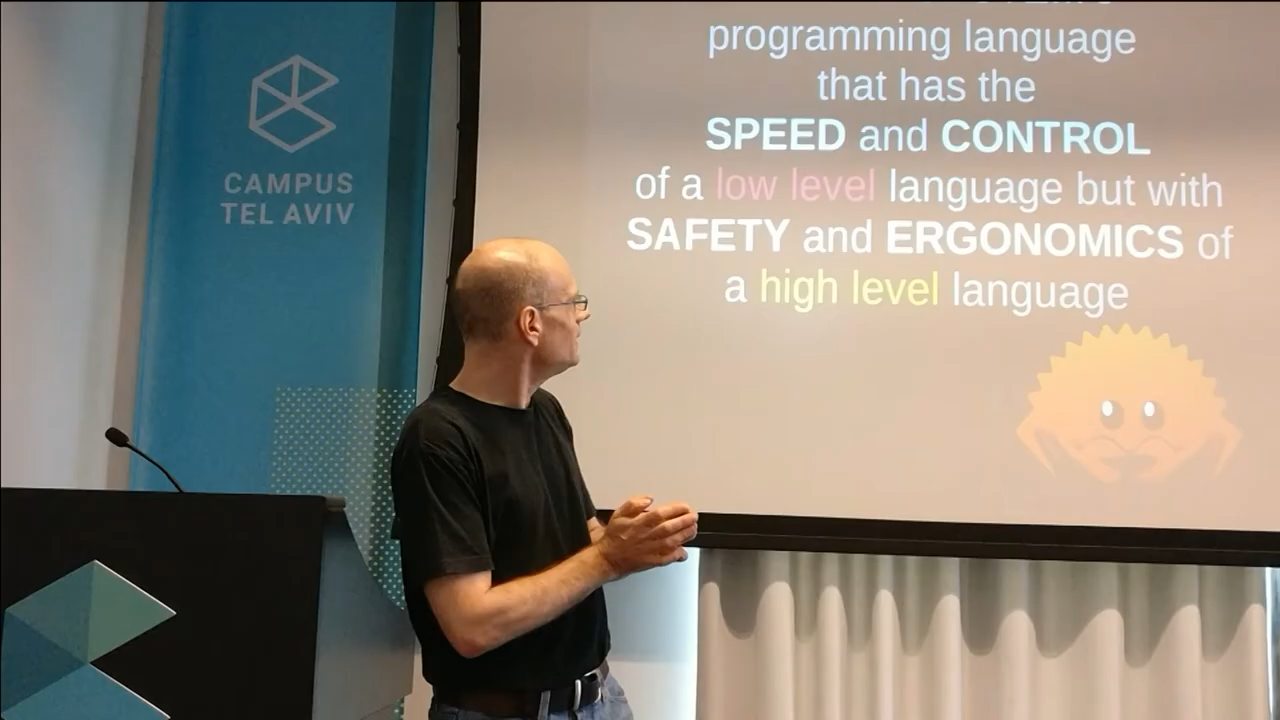 CAMPUS
TEL AVIV
programming language
that has the
SPEED and CONTROL
of a low level language but with
SAFETY and ERGONOMICS of
a high level language